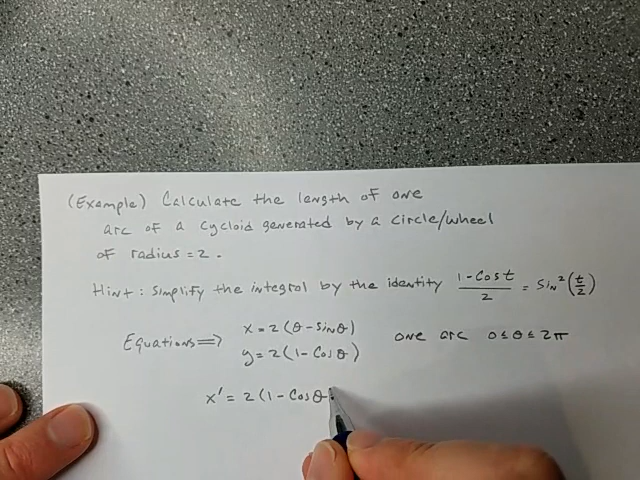 (Example) Calculate the length of one
arc of a cycloid generated by a circle/wheel
of radius = 2.
Hint: Simplify the integral by the identity (1 - Cos t)/2 = Sin²(t/2)
Equations ⟹ x = 2(θ - Sinθ)
y = 2(1 - Cosθ) one arc 0 ≤ θ ≤ 2π
x' = 2(1 - Cosθ